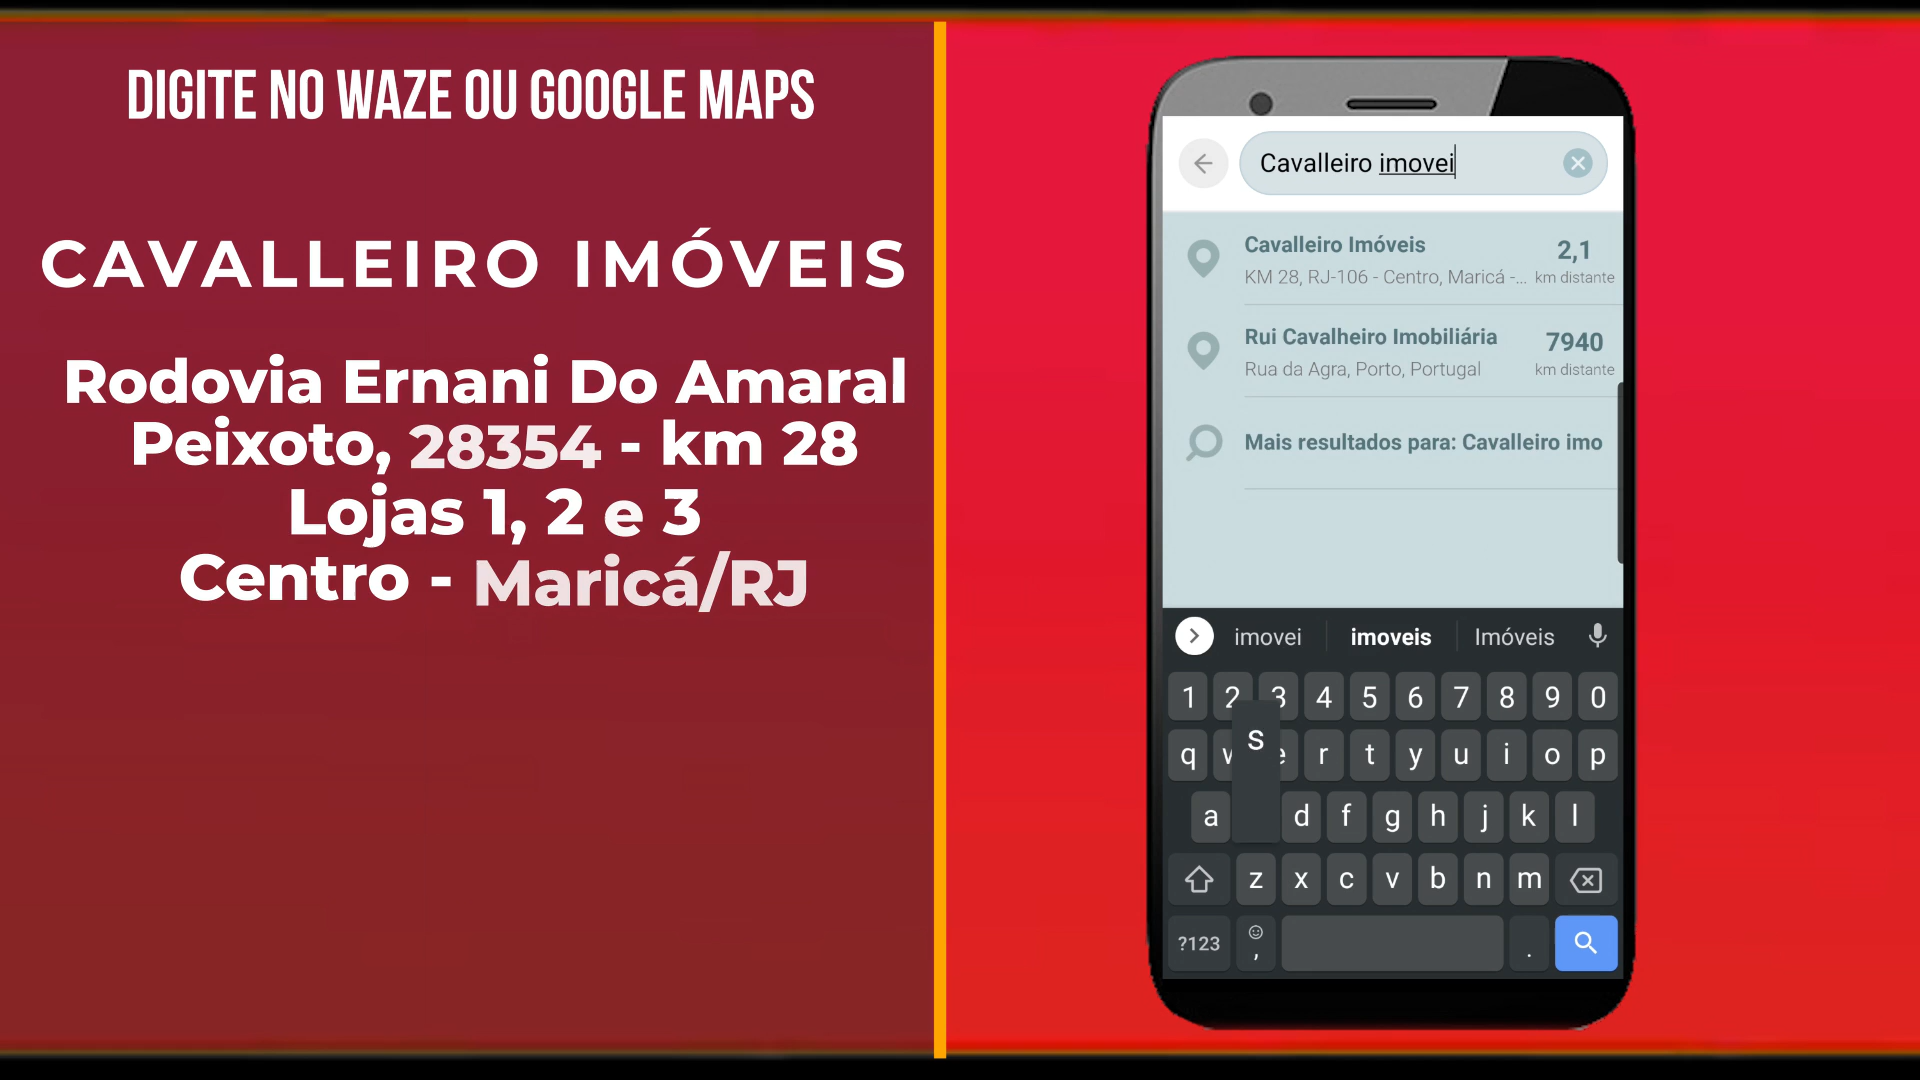 DIGITE NO WAZE OU GOOGLE MAPS
CAVALLEIRO IMÓVEIS
Rodovia Ernani Do Amaral
Peixoto, 28354 - km 28
Lojas 1, 2 e 3
Centro - Maricá/RJ
Cavalleiro imovei
Cavalleiro Imóveis
2,1
KM 28, RJ-106 - Centro, Maricá -...
km distante
Rui Cavalheiro Imobiliária
7940
Rua da Agra, Porto, Portugal
km distante
Mais resultados para: Cavalleiro imo
imovei imoveis Imóveis
1 2 3 4 5 6 7 8 9 0
s
q w e r t y u i o p
a d f g h j k l
z x c v b n m
?123 , .